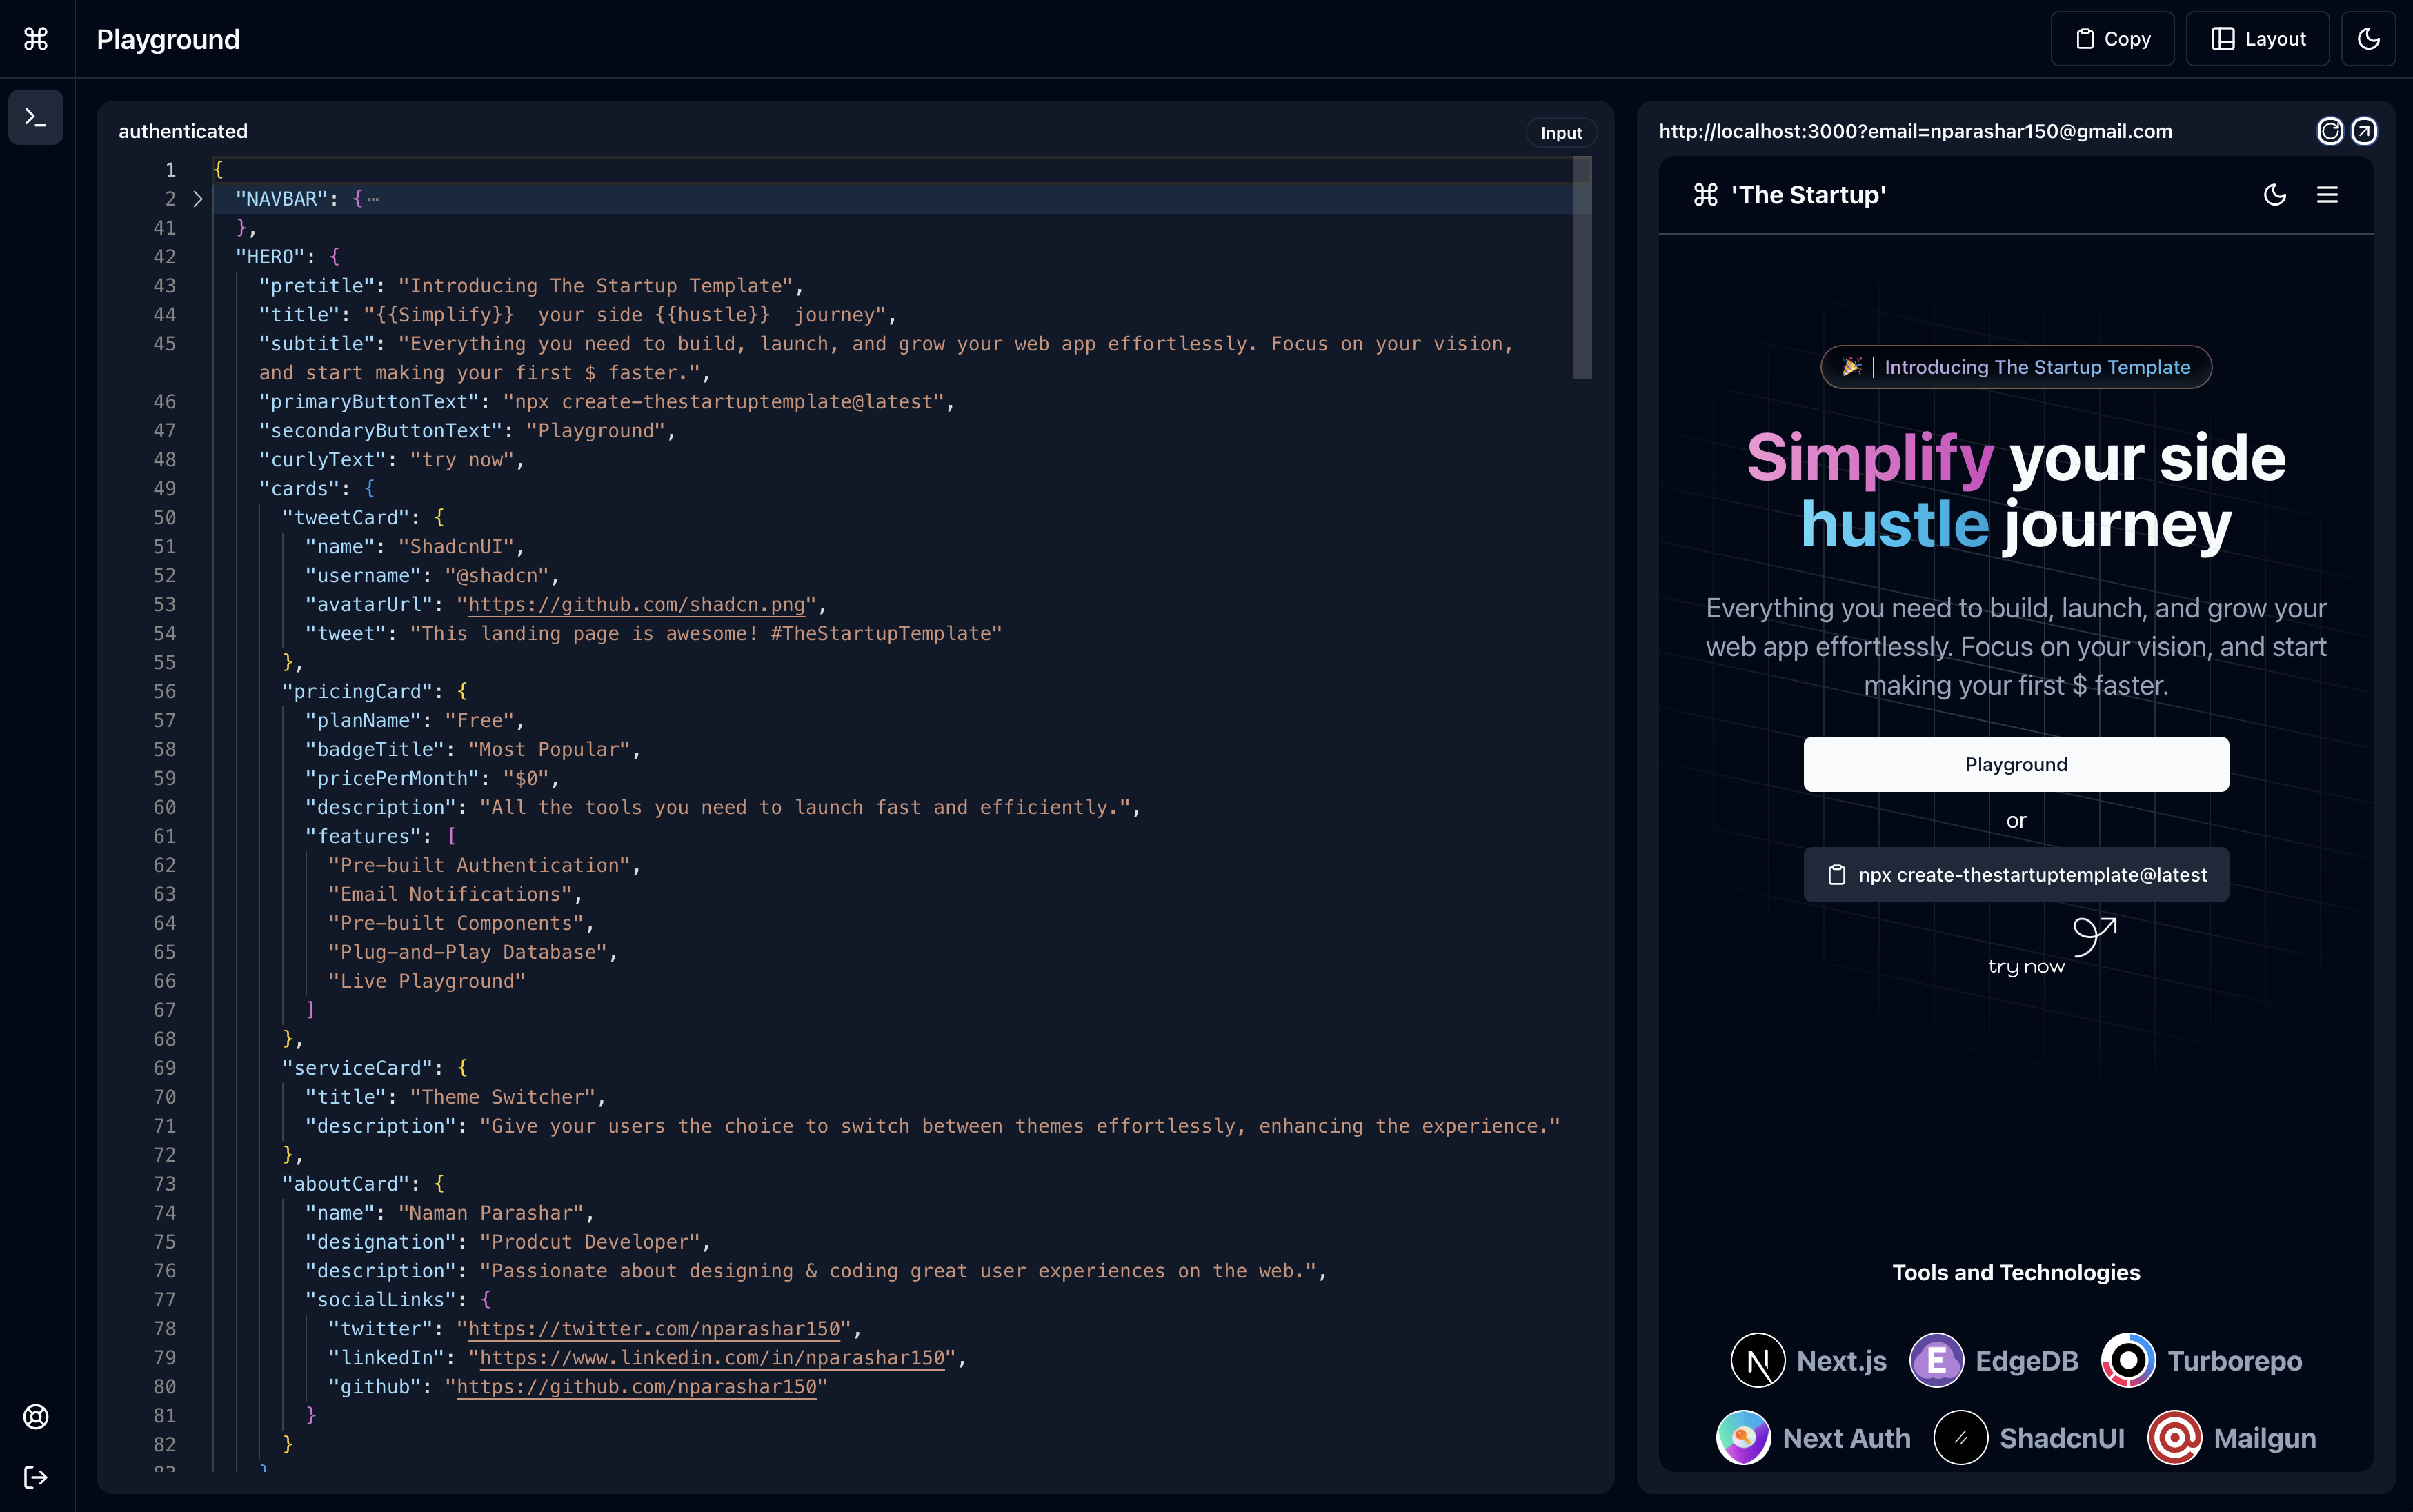 Playground
Copy
Layout
authenticated
Input
1 {
2 "NAVBAR": {⋯
41 },
42 "HERO": {
43 "pretitle": "Introducing The Startup Template",
44 "title": "{{Simplify}}  your side {{hustle}}  journey",
45 "subtitle": "Everything you need to build, launch, and grow your web app effortlessly. Focus on your vision,
and start making your first $ faster.",
46 "primaryButtonText": "npx create-thestartuptemplate@latest",
47 "secondaryButtonText": "Playground",
48 "curlyText": "try now",
49 "cards": {
50 "tweetCard": {
51 "name": "ShadcnUI",
52 "username": "@shadcn",
53 "avatarUrl": "https://github.com/shadcn.png",
54 "tweet": "This landing page is awesome! #TheStartupTemplate"
55 },
56 "pricingCard": {
57 "planName": "Free",
58 "badgeTitle": "Most Popular",
59 "pricePerMonth": "$0",
60 "description": "All the tools you need to launch fast and efficiently.",
61 "features": [
62 "Pre-built Authentication",
63 "Email Notifications",
64 "Pre-built Components",
65 "Plug-and-Play Database",
66 "Live Playground"
67 ]
68 },
69 "serviceCard": {
70 "title": "Theme Switcher",
71 "description": "Give your users the choice to switch between themes effortlessly, enhancing the experience."
72 },
73 "aboutCard": {
74 "name": "Naman Parashar",
75 "designation": "Prodcut Developer",
76 "description": "Passionate about designing & coding great user experiences on the web.",
77 "socialLinks": {
78 "twitter": "https://twitter.com/nparashar150",
79 "linkedIn": "https://www.linkedin.com/in/nparashar150",
80 "github": "https://github.com/nparashar150"
81 }
82 }
http://localhost:3000?email=nparashar150@gmail.com
'The Startup'
🎉 | Introducing The Startup Template
Simplify your side
hustle journey
Everything you need to build, launch, and grow your
web app effortlessly. Focus on your vision, and start
making your first $ faster.
Playground
or
npx create-thestartuptemplate@latest
try now
Tools and Technologies
Next.js
EdgeDB
Turborepo
Next Auth
ShadcnUI
Mailgun